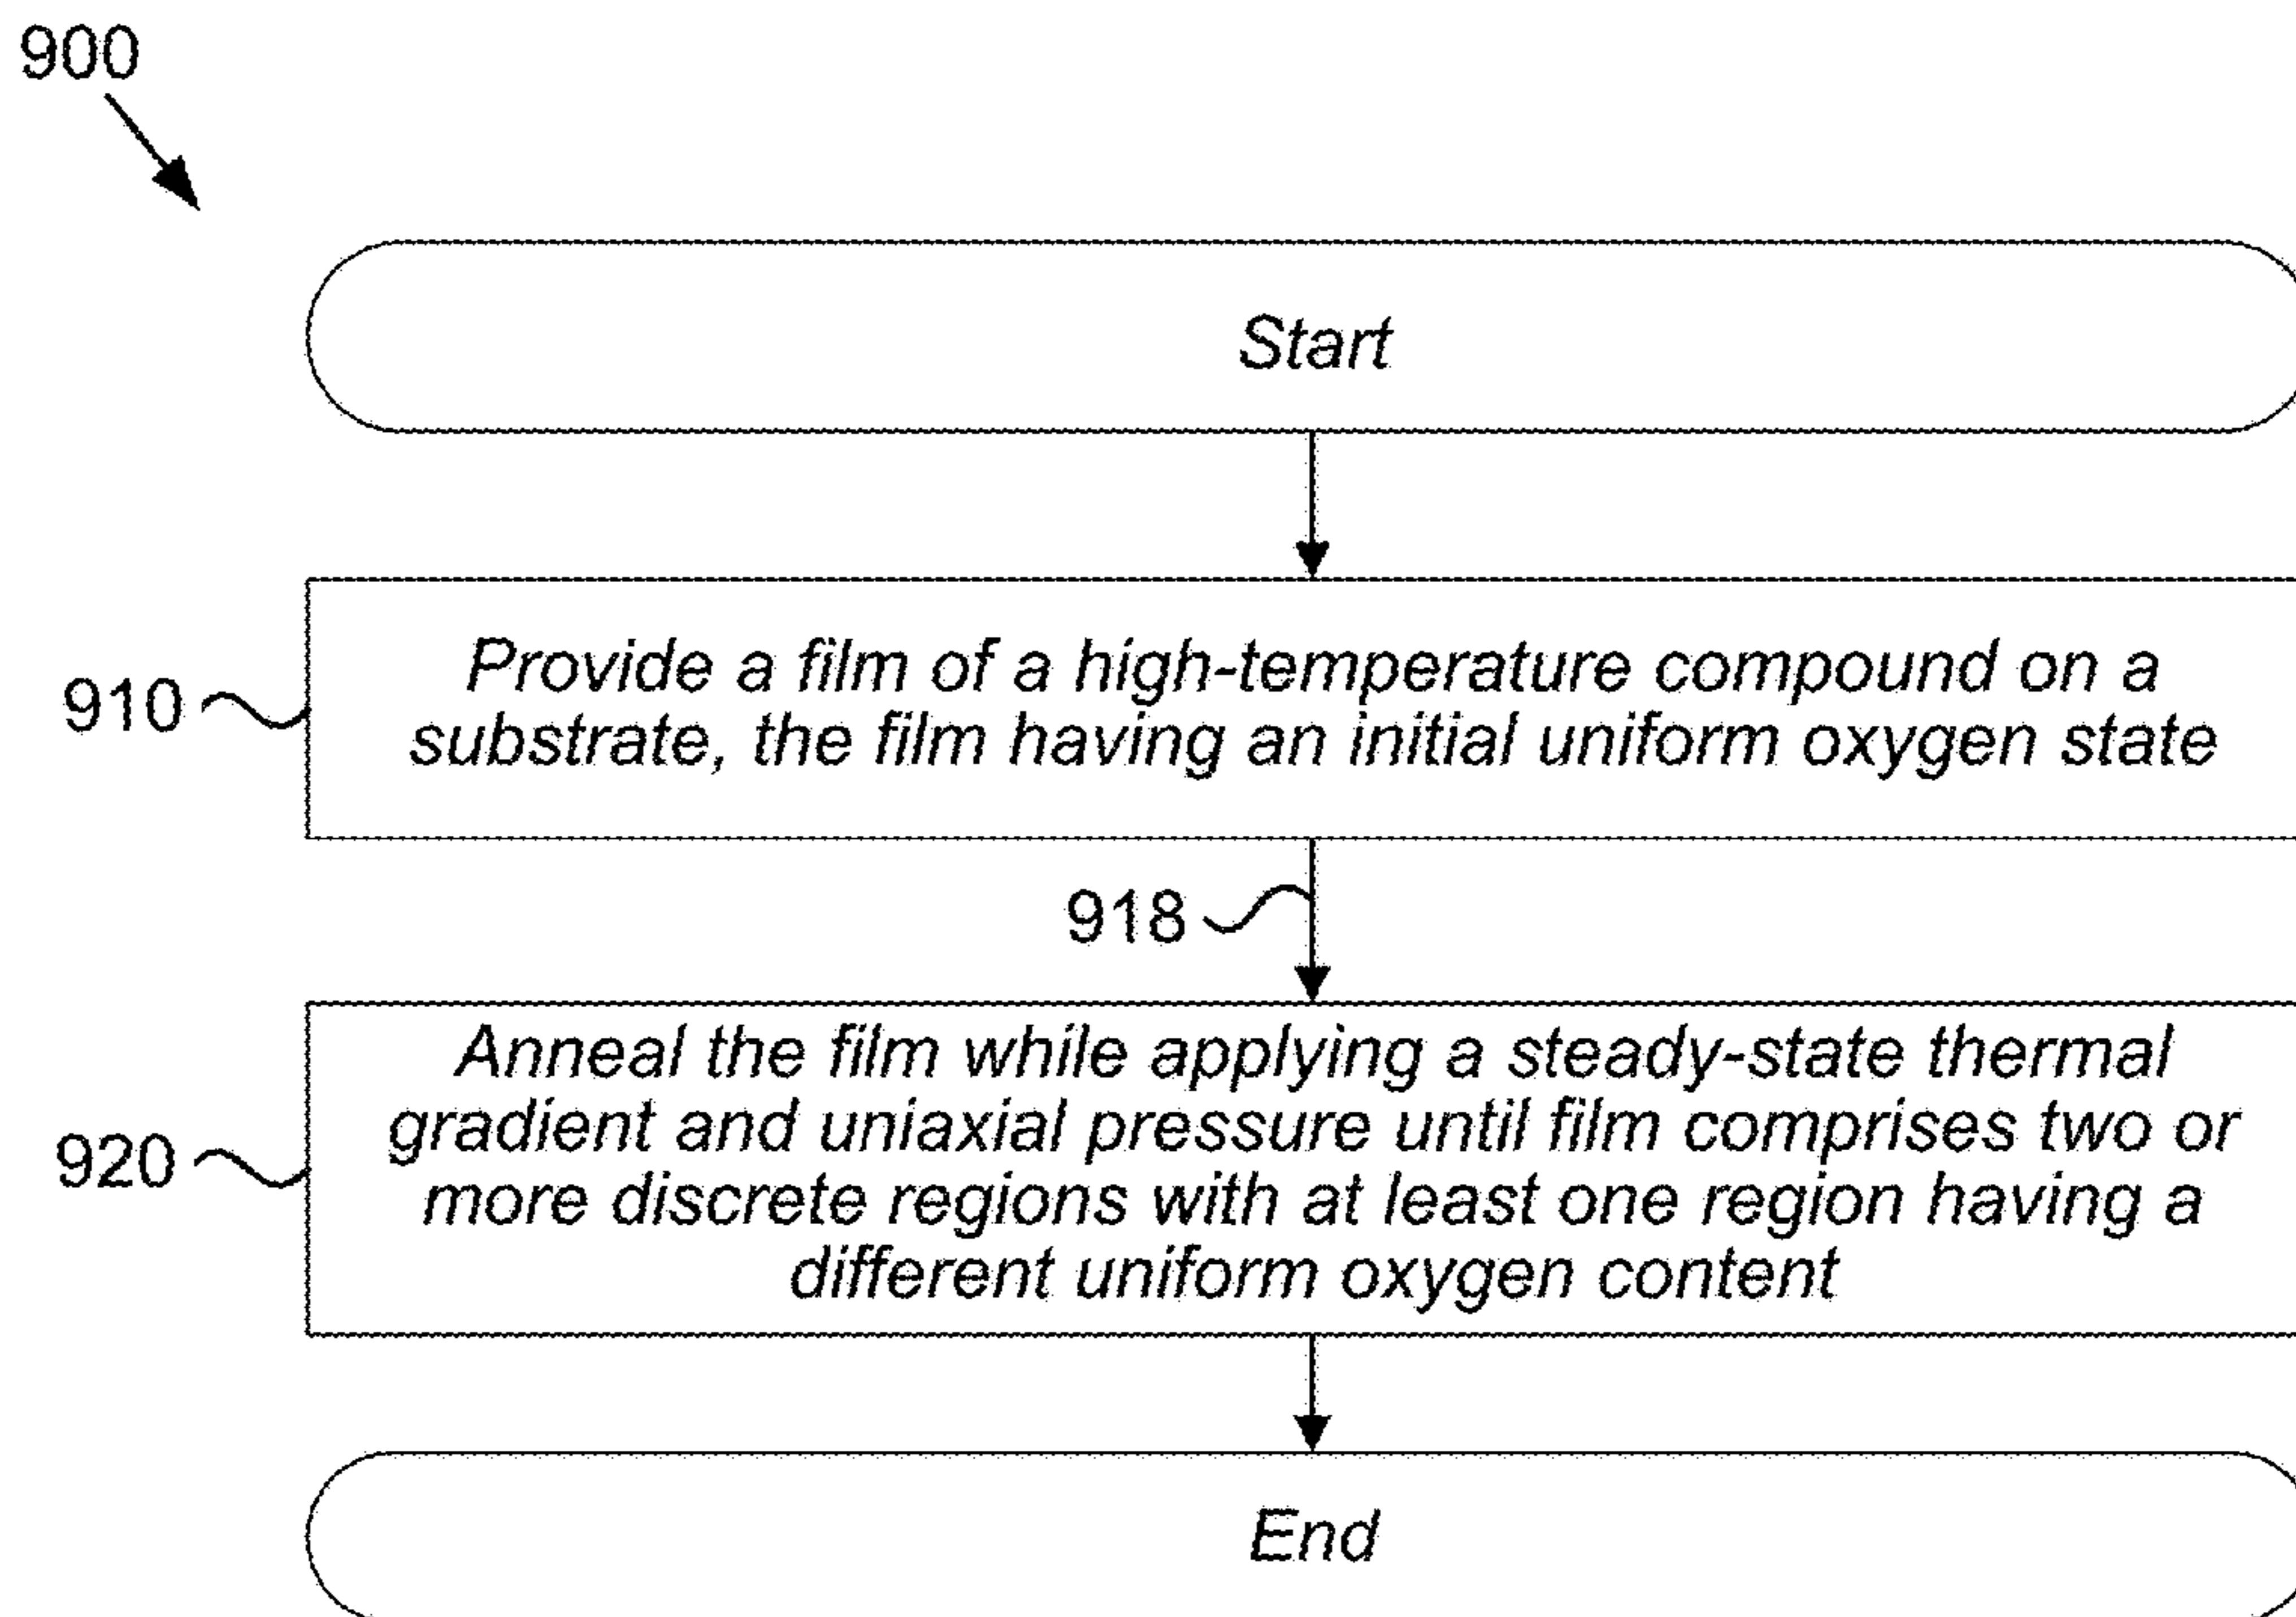 900
Start
910
Provide a film of a high-temperature compound on a
substrate, the film having an initial uniform oxygen state
918
920
Anneal the film while applying a steady-state thermal
gradient and uniaxial pressure until film comprises two or
more discrete regions with at least one region having a
different uniform oxygen content
End